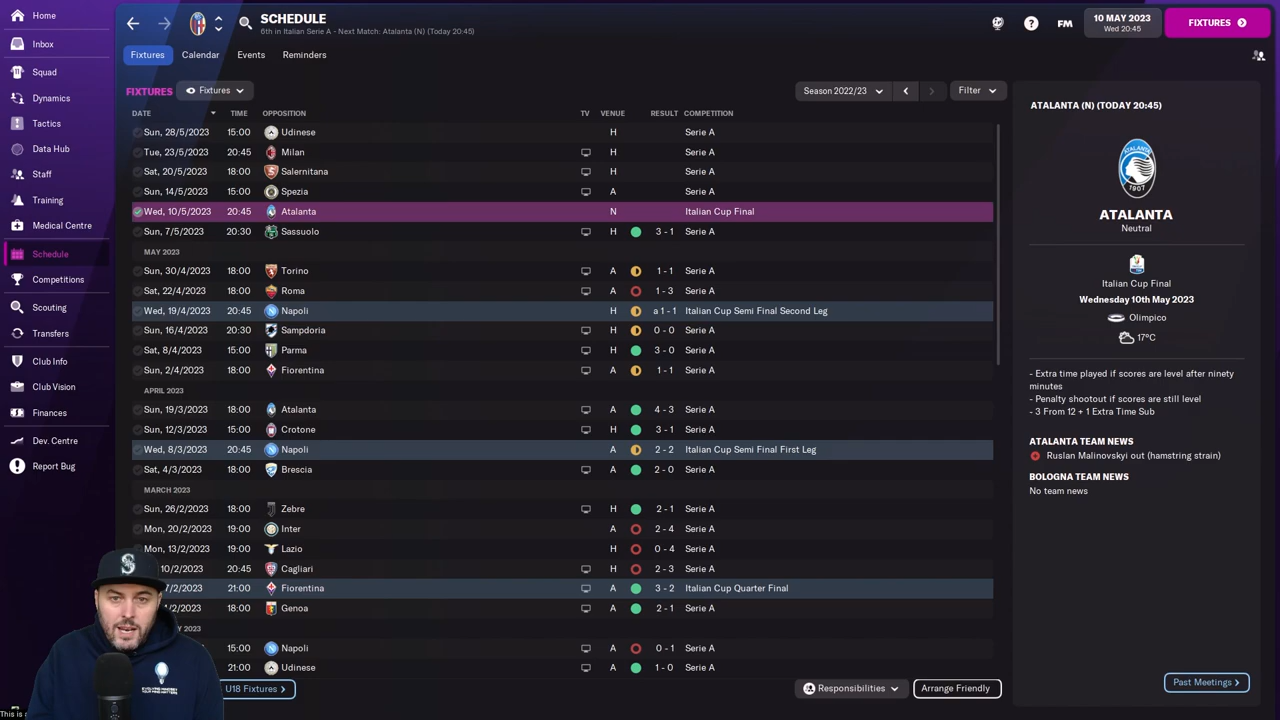 Home
Inbox
Squad
Dynamics
Tactics
Data Hub
Staff
Training
Medical Centre
Schedule
Competitions
Scouting
Transfers
Club Info
Club Vision
Finances
Dev. Centre
Report Bug
SCHEDULE
6th in Italian Serie A - Next Match: Atalanta (N) (Today 20:45)
FM
10 MAY 2023
Wed 20:45
FIXTURES
Fixtures Calendar Events Reminders
FIXTURES Fixtures Season 2022/23 Filter
DATE TIME OPPOSITION TV VENUE RESULT COMPETITION
Sun, 28/5/2023 15:00 Udinese H Serie A
Tue, 23/5/2023 20:45 Milan H Serie A
Sat, 20/5/2023 18:00 Salernitana H Serie A
Sun, 14/5/2023 15:00 Spezia A Serie A
Wed, 10/5/2023 20:45 Atalanta N Italian Cup Final
Sun, 7/5/2023 20:30 Sassuolo H 3 - 1 Serie A
MAY 2023
Sun, 30/4/2023 18:00 Torino A 1 - 1 Serie A
Sat, 22/4/2023 18:00 Roma A 1 - 3 Serie A
Wed, 19/4/2023 20:45 Napoli H a 1 - 1 Italian Cup Semi Final Second Leg
Sun, 16/4/2023 20:30 Sampdoria H 0 - 0 Serie A
Sat, 8/4/2023 15:00 Parma H 3 - 0 Serie A
Sun, 2/4/2023 18:00 Fiorentina A 1 - 1 Serie A
APRIL 2023
Sun, 19/3/2023 18:00 Atalanta A 4 - 3 Serie A
Sun, 12/3/2023 15:00 Crotone H 3 - 1 Serie A
Wed, 8/3/2023 20:45 Napoli A 2 - 2 Italian Cup Semi Final First Leg
Sat, 4/3/2023 18:00 Brescia A 2 - 0 Serie A
MARCH 2023
Sun, 26/2/2023 18:00 Zebre H 2 - 1 Serie A
Mon, 20/2/2023 19:00 Inter A 2 - 4 Serie A
Mon, 13/2/2023 19:00 Lazio H 0 - 4 Serie A
10/2/2023 20:45 Cagliari H 2 - 3 Serie A
7/2/2023 21:00 Fiorentina A 3 - 2 Italian Cup Quarter Final
/2/2023 18:00 Genoa A 2 - 1 Serie A
2023
15:00 Napoli A 0 - 1 Serie A
21:00 Udinese A 1 - 0 Serie A
U18 Fixtures Responsibilities Arrange Friendly
ATALANTA (N) (TODAY 20:45)
1907
ATALANTA
Neutral
Italian Cup Final
Wednesday 10th May 2023
Olimpico
17°C
- Extra time played if scores are level after ninety
minutes
- Penalty shootout if scores are still level
- 3 From 12 + 1 Extra Time Sub
ATALANTA TEAM NEWS
Ruslan Malinovskyi out (hamstring strain)
BOLOGNA TEAM NEWS
No team news
Past Meetings
S
This is